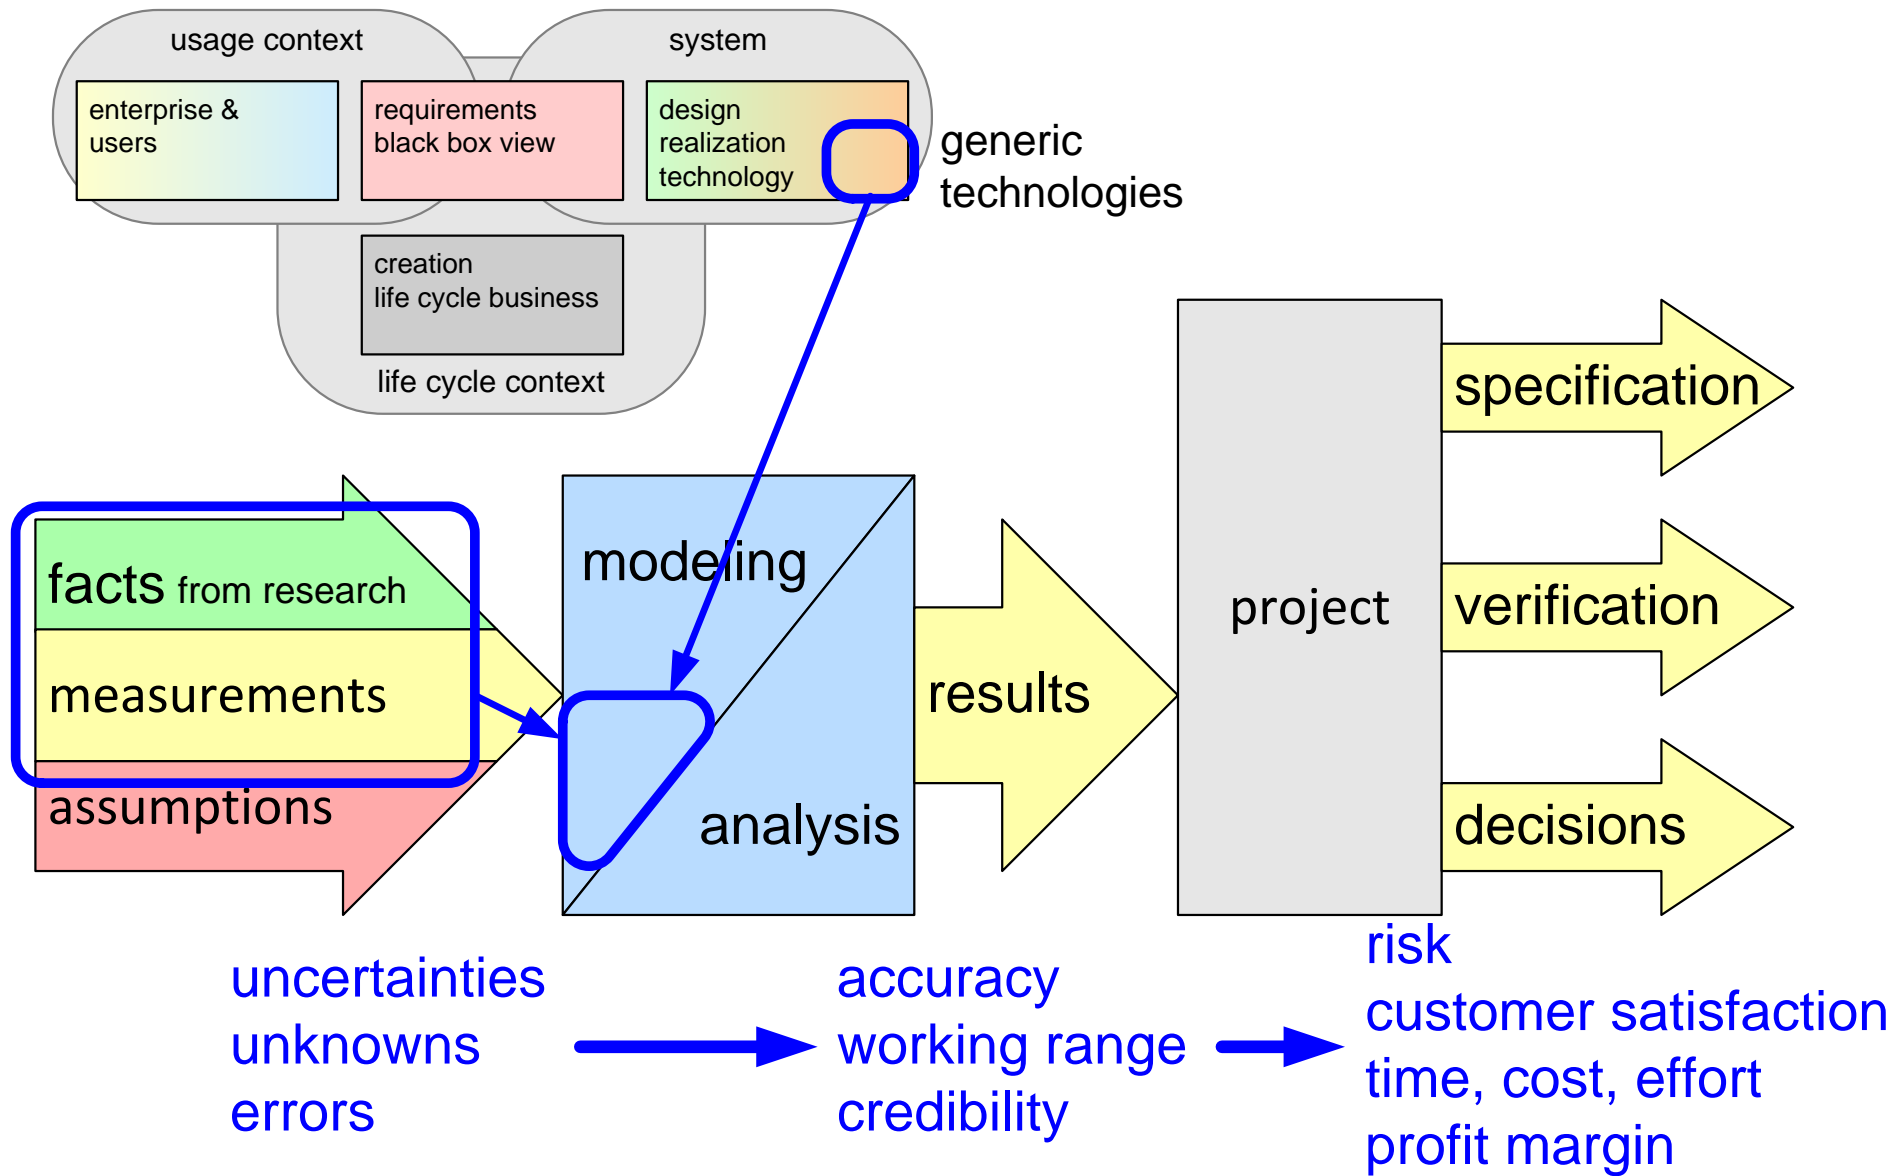 usage context
system
enterprise &
users
requirements
black box view
design
realization
technology
generic
technologies
creation
life cycle business
life cycle context
facts from research
measurements
assumptions
modeling
analysis
results
project
specification
verification
decisions
uncertainties
unknowns
errors
accuracy
working range
credibility
risk
customer satisfaction
time, cost, effort
profit margin